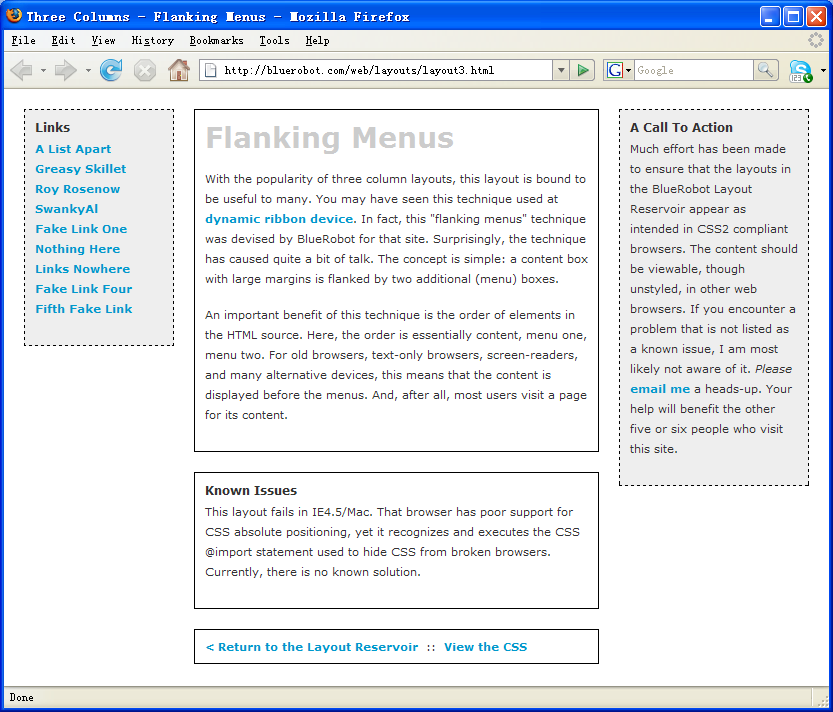 Three Columns - Flanking Menus - Mozilla Firefox
File Edit View History Bookmarks Tools Help
http://bluerobot.com/web/layouts/layout3.html
G
Google
S
123
Links
A List Apart
Greasy Skillet
Roy Rosenow
SwankyAl
Fake Link One
Nothing Here
Links Nowhere
Fake Link Four
Fifth Fake Link
Flanking Menus
With the popularity of three column layouts, this layout is bound to
be useful to many. You may have seen this technique used at
dynamic ribbon device. In fact, this "flanking menus" technique
was devised by BlueRobot for that site. Surprisingly, the technique
has caused quite a bit of talk. The concept is simple: a content box
with large margins is flanked by two additional (menu) boxes.
An important benefit of this technique is the order of elements in
the HTML source. Here, the order is essentially content, menu one,
menu two. For old browsers, text-only browsers, screen-readers,
and many alternative devices, this means that the content is
displayed before the menus. And, after all, most users visit a page
for its content.
Known Issues
This layout fails in IE4.5/Mac. That browser has poor support for
CSS absolute positioning, yet it recognizes and executes the CSS
@import statement used to hide CSS from broken browsers.
Currently, there is no known solution.
< Return to the Layout Reservoir :: View the CSS
A Call To Action
Much effort has been made
to ensure that the layouts in
the BlueRobot Layout
Reservoir appear as
intended in CSS2 compliant
browsers. The content should
be viewable, though
unstyled, in other web
browsers. If you encounter a
problem that is not listed as
a known issue, I am most
likely not aware of it. Please
email me a heads-up. Your
help will benefit the other
five or six people who visit
this site.
Done